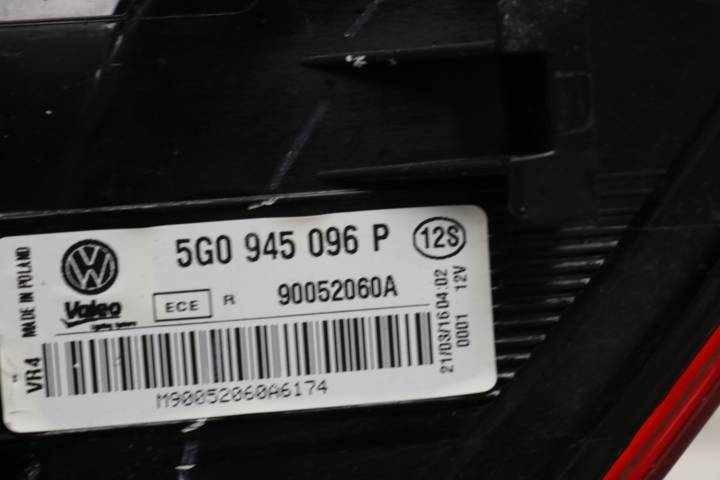 5G0 945 096 P 12S
VW
Valeo
ECE R 90052060A
M90052060A6174
MADE IN POLAND
VR4
21/03/16 04:02
0001 12V